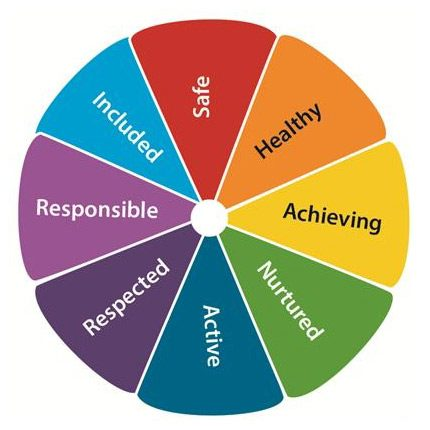 Safe
Healthy
Achieving
Nurtured
Active
Respected
Responsible
Included